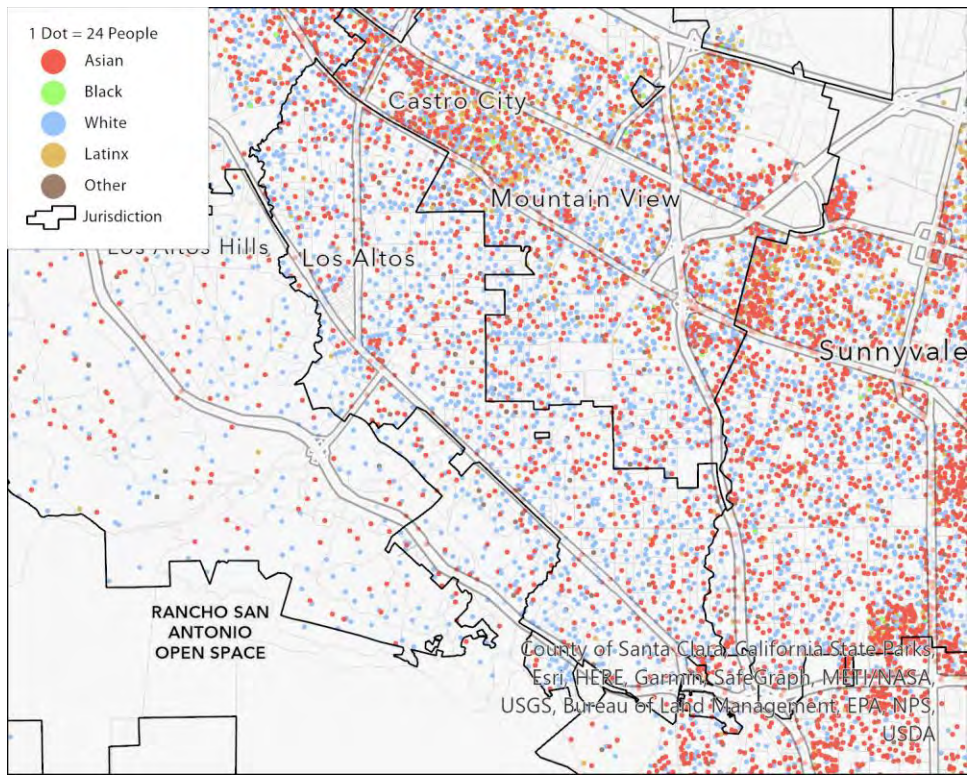 1 Dot = 24 People
Asian
Black
White
Latinx
Other
Jurisdiction
Castro City
Mountain View
Los Altos Hills
Los Altos
Sunnyvale
RANCHO SAN
ANTONIO
OPEN SPACE
County of Santa Clara, California State Parks,
Esri, HERE, Garmin, SafeGraph, METI/NASA,
USGS, Bureau of Land Management, EPA, NPS,
USDA